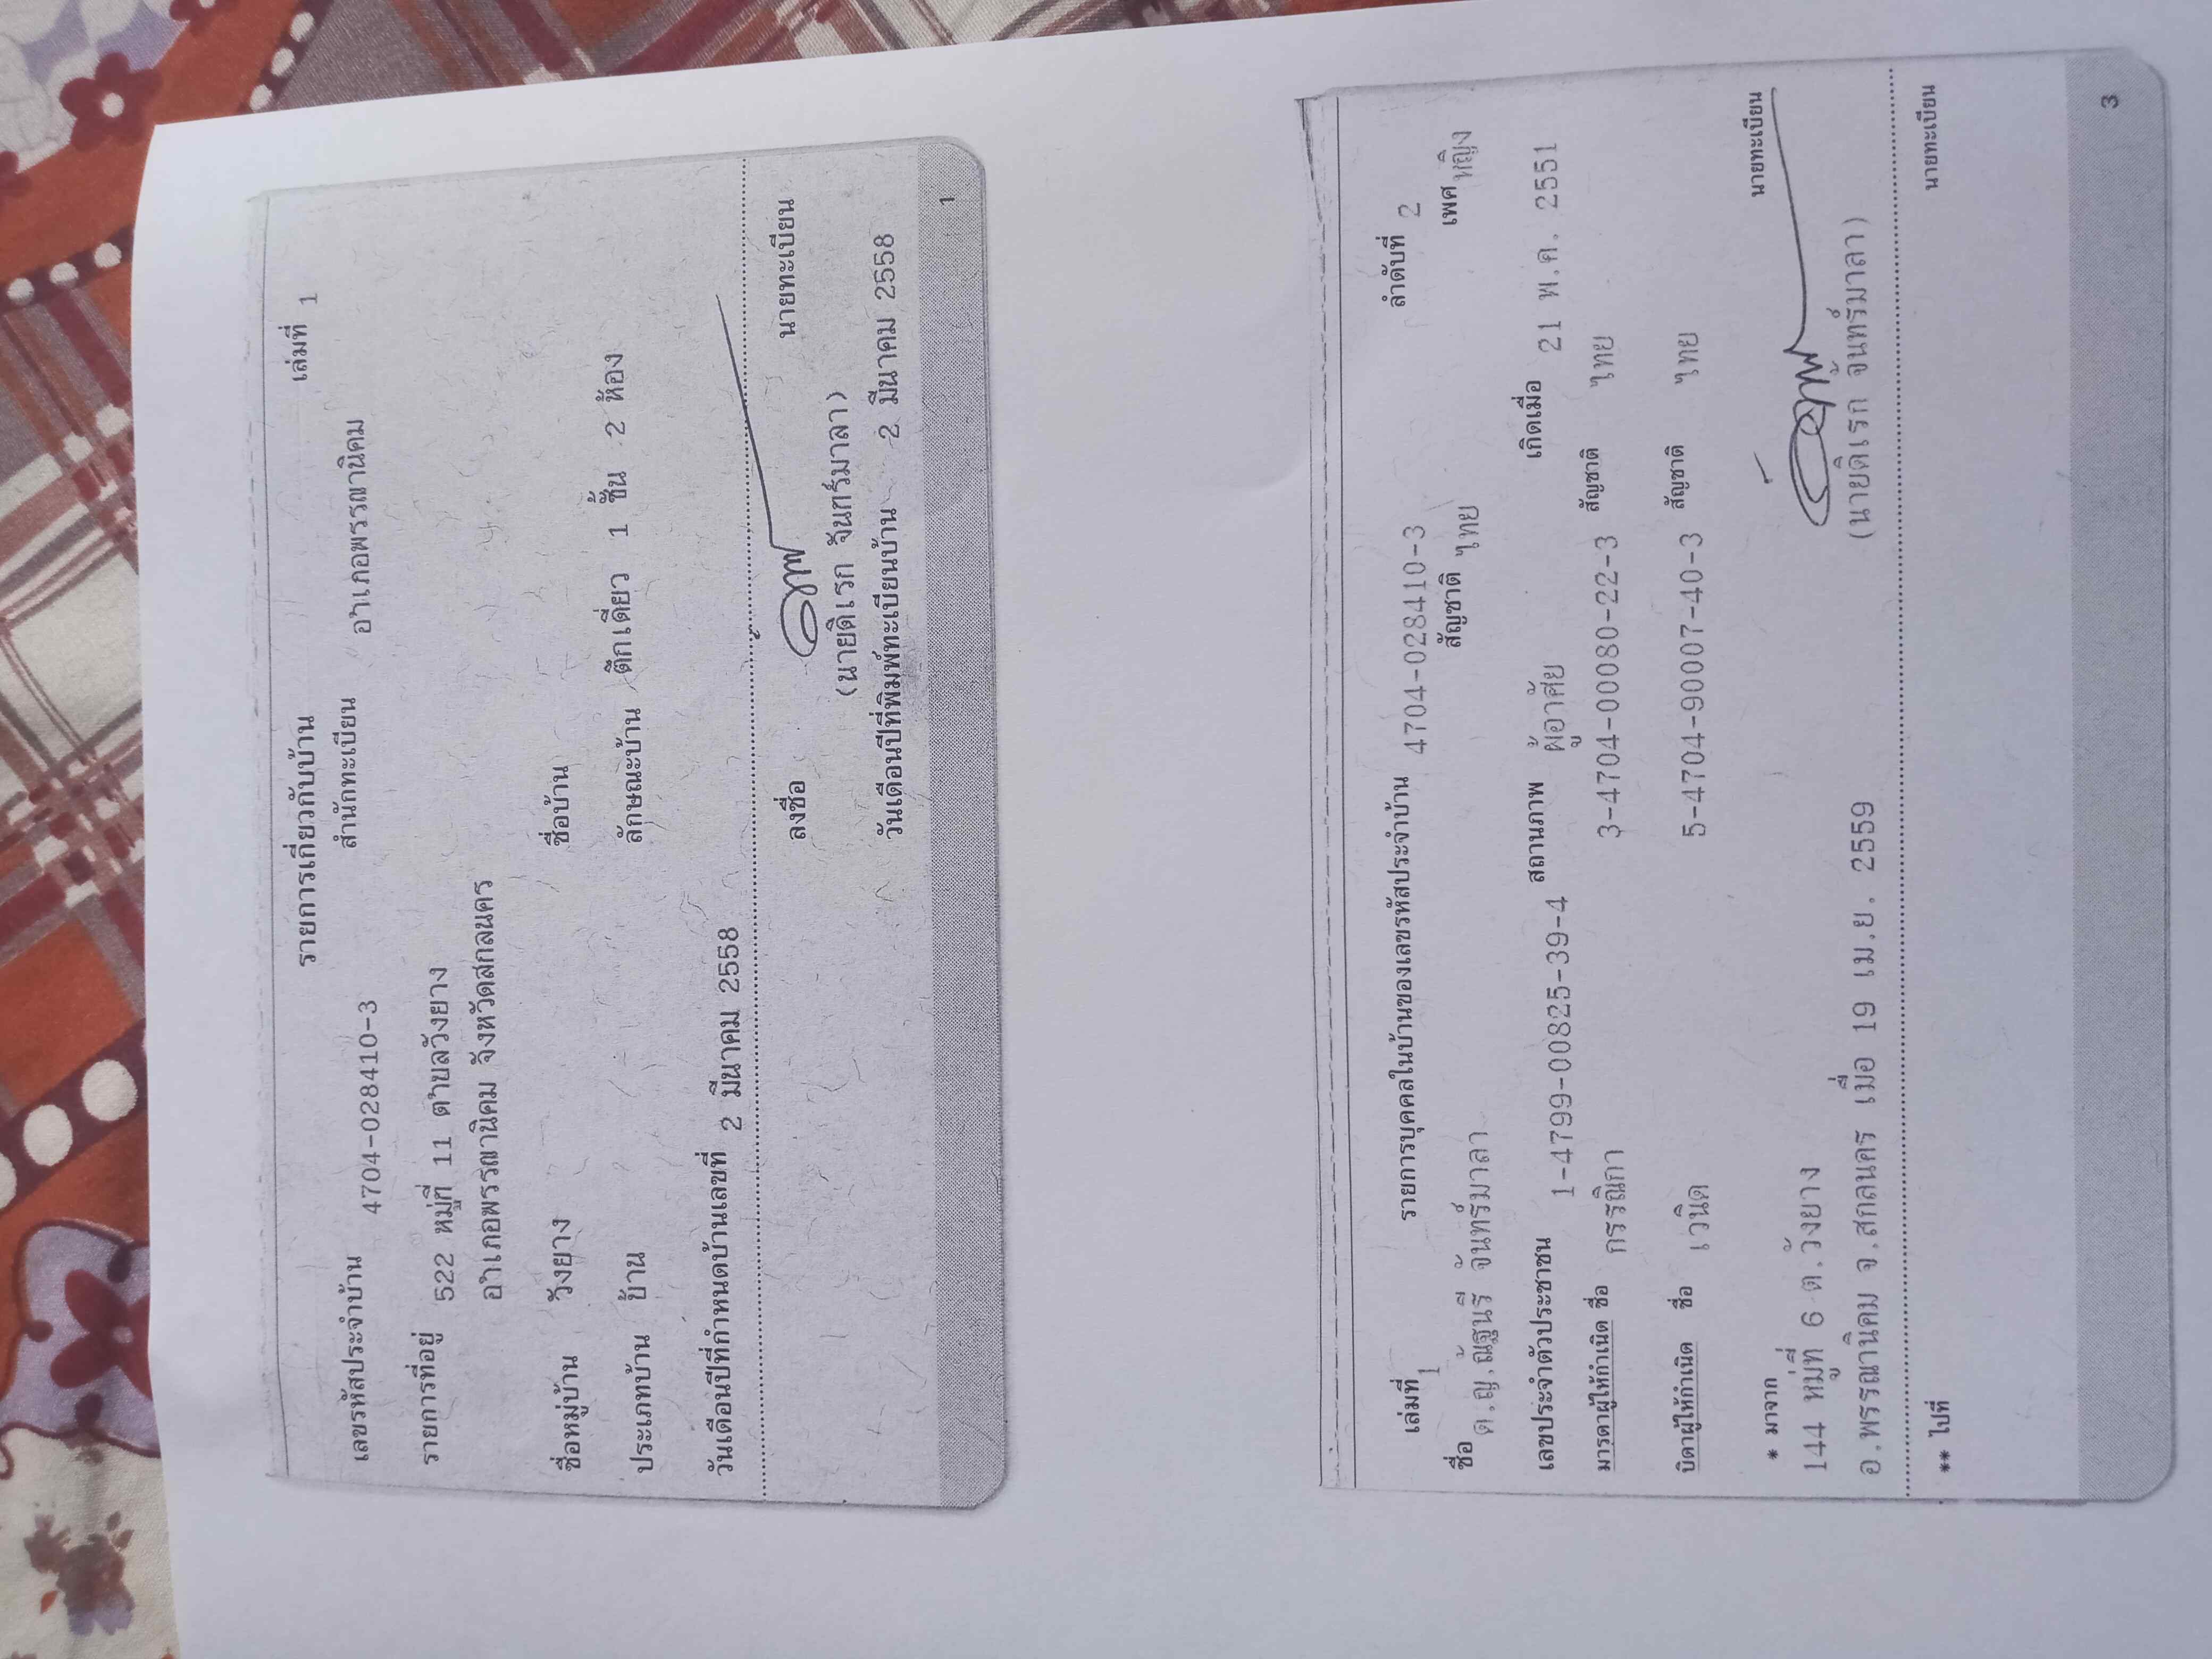 รายการเกี่ยวกับบ้าน เล่มที่ 1
เลขรหัสประจำบ้าน 4704-028410-3 สำนักทะเบียน อำเภอพรรณานิคม
รายการที่อยู่ 522 หมู่ที่ 11 ตำบลวังยาง
อำเภอพรรณานิคม จังหวัดสกลนคร
ชื่อหมู่บ้าน วังยาง ชื่อบ้าน
ประเภทบ้าน บ้าน ลักษณะบ้าน ตึกเดี่ยว 1 ชั้น 2 ห้อง
วันเดือนปีที่กำหนดบ้านเลขที่ 2 มีนาคม 2558
ลงชื่อ นายทะเบียน
(นายดิเรก จันทร์มาลา)
วันเดือนปีที่พิมพ์ทะเบียนบ้าน 2 มีนาคม 2558
1
เล่มที่ 1 รายการบุคคลในบ้านของเลขรหัสประจำบ้าน 4704-028410-3 ลำดับที่ 2
ชื่อ ด.ญ.ณัฐนรี จันทร์มาลา สัญชาติ ไทย เพศ หญิง
เลขประจำตัวประชาชน 1-4799-00825-39-4 สถานภาพ ผู้อาศัย เกิดเมื่อ 21 พ.ค. 2551
มารดาผู้ให้กำเนิด ชื่อ กรรณิกา 3-4704-00080-22-3 สัญชาติ ไทย
บิดาผู้ให้กำเนิด ชื่อ เวนิด 5-4704-90007-40-3 สัญชาติ ไทย
* มาจาก
144 หมู่ที่ 6 ต.วังยาง นายทะเบียน
อ.พรรณานิคม จ.สกลนคร เมื่อ 19 เม.ย. 2559 (นายดิเรก จันทร์มาลา)
** ไปที่ นายทะเบียน
3